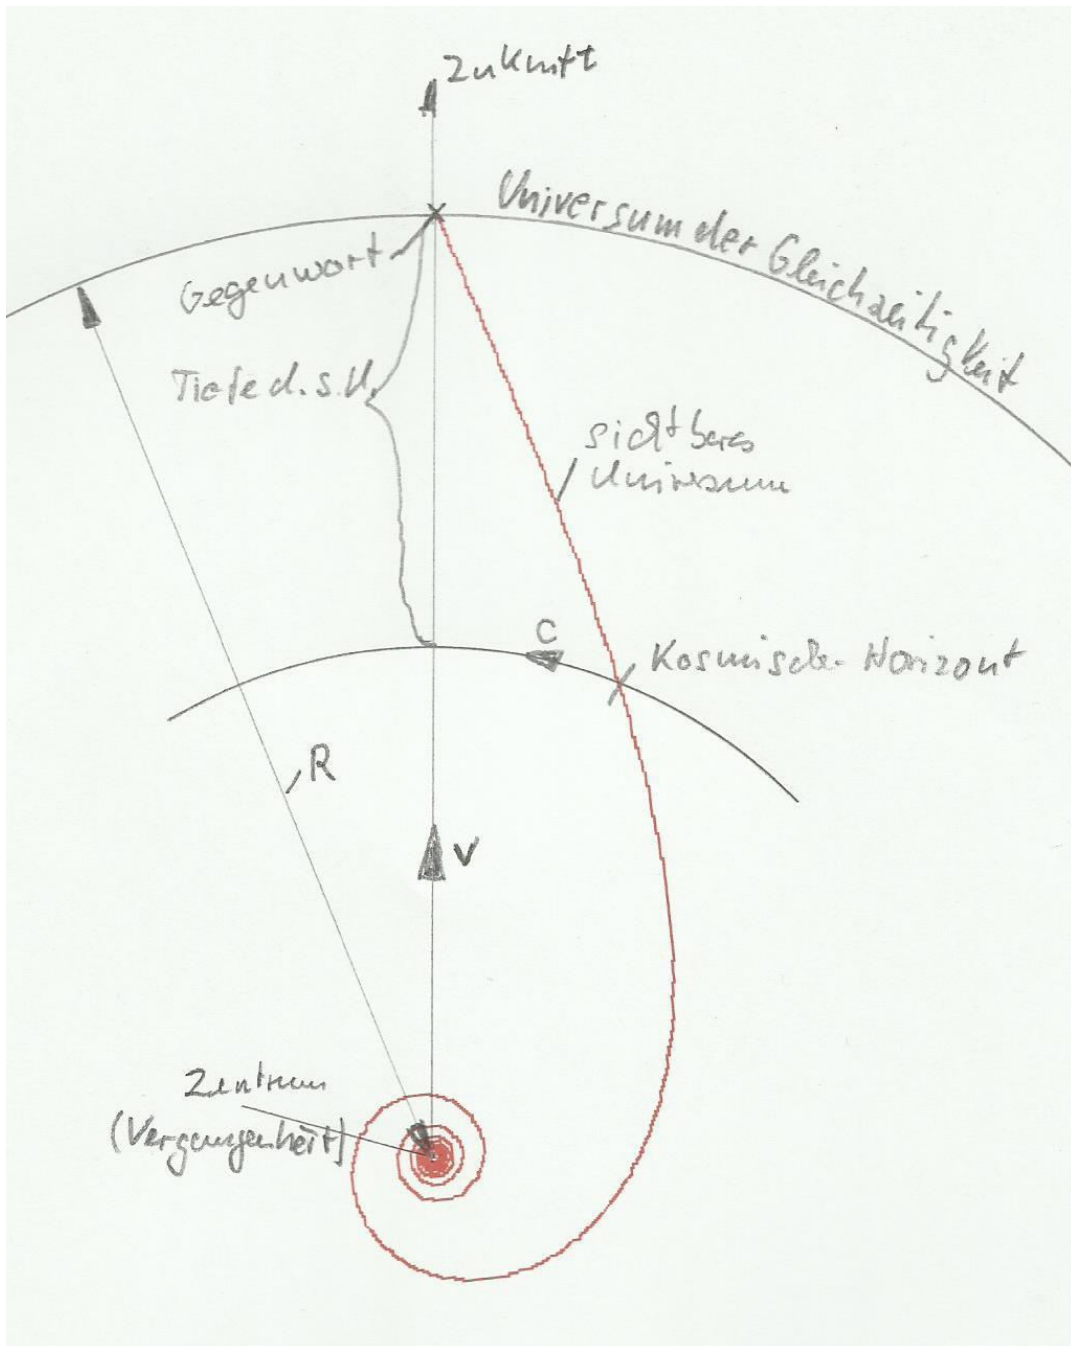 Zukunft
Universum der Gleichzeitigkeit
Gegenwart
Tiefe d. s. U.
sichtbares
Universum
C
Kosmischer Horizont
R
V
Zentrum
(Vergangenheit)